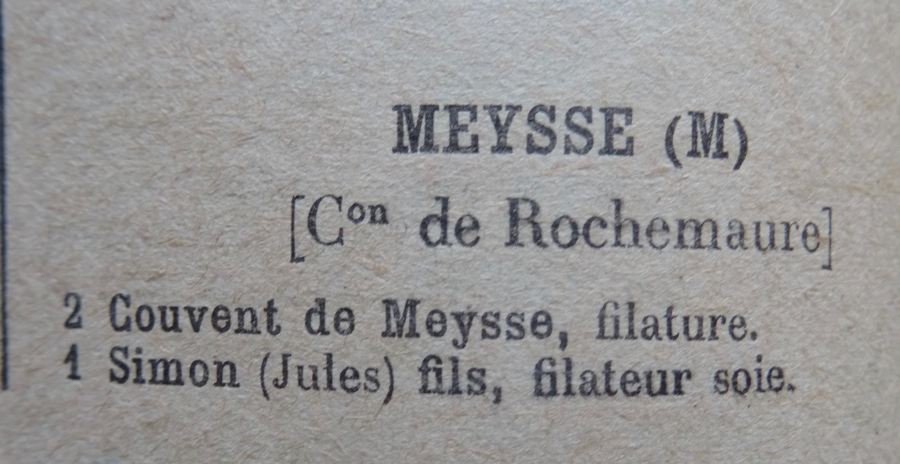 MEYSSE (M)
[Con de Rochemaure]
2 Couvent de Meysse, filature.
1 Simon (Jules) fils, filateur soie.